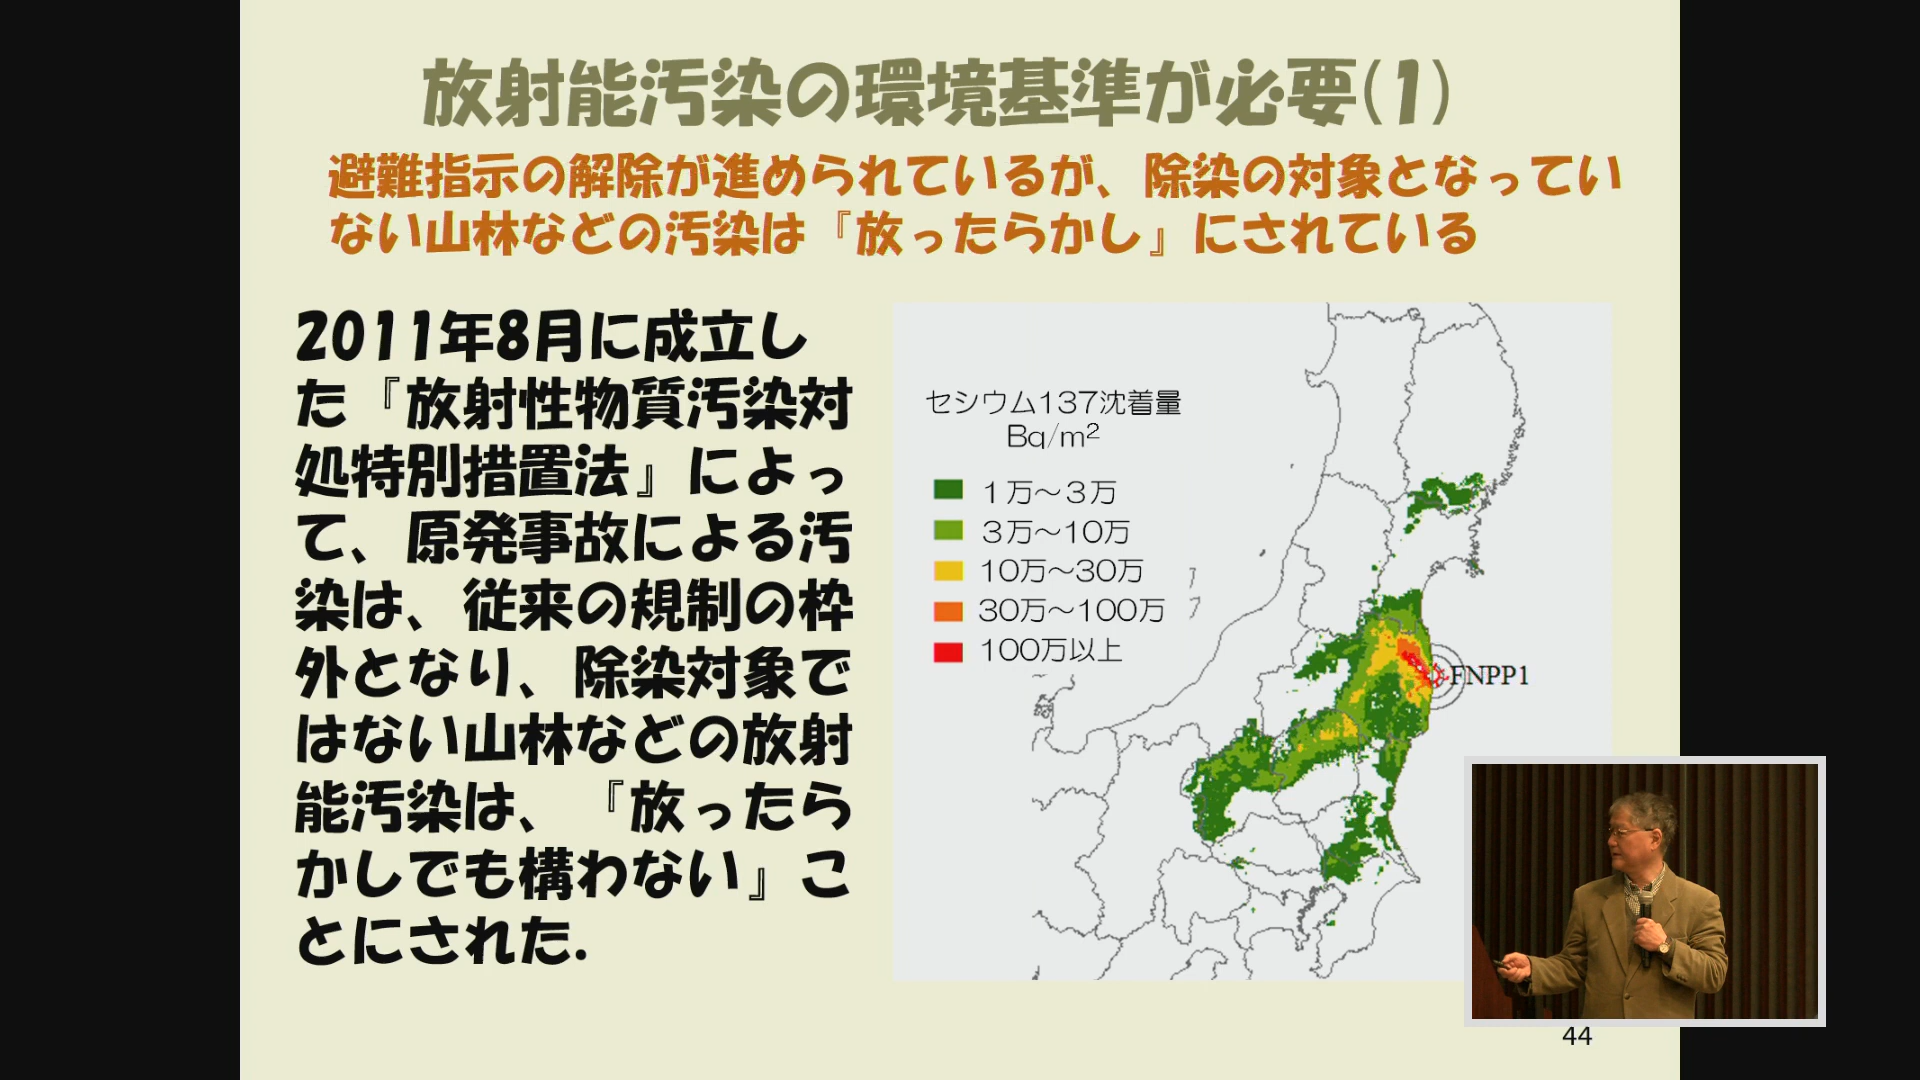 放射能汚染の環境基準が必要(1)
避難指示の解除が進められているが、除染の対象となってい
ない山林などの汚染は『放ったらかし』にされている
2011年8月に成立し
た『放射性物質汚染対
処特別措置法』によっ
て、原発事故による汚
染は、従来の規制の枠
外となり、除染対象で
はない山林などの放射
能汚染は、『放ったら
かしでも構わない』こ
とにされた.
セシウム137沈着量
Bq/m²
１万～３万
３万～10万
10万～30万
30万～100万
100万以上
FNPP1
44